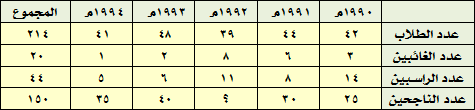 ١٩٩٠م ١٩٩١م ١٩٩٢م ١٩٩٣م ١٩٩٤م المجموع
عدد الطلاب ٤٢ ٤٤ ٣٩ ٤٨ ٤١ ٢١٤
عدد الغائبين ٣ ٦ ٨ ٢ ١ ٢٠
عدد الراسبين ١٤ ٨ ١١ ٦ ٥ ٤٤
عدد الناجحين ٢٥ ٣٠ ؟ ٤٠ ٣٥ ١٥٠